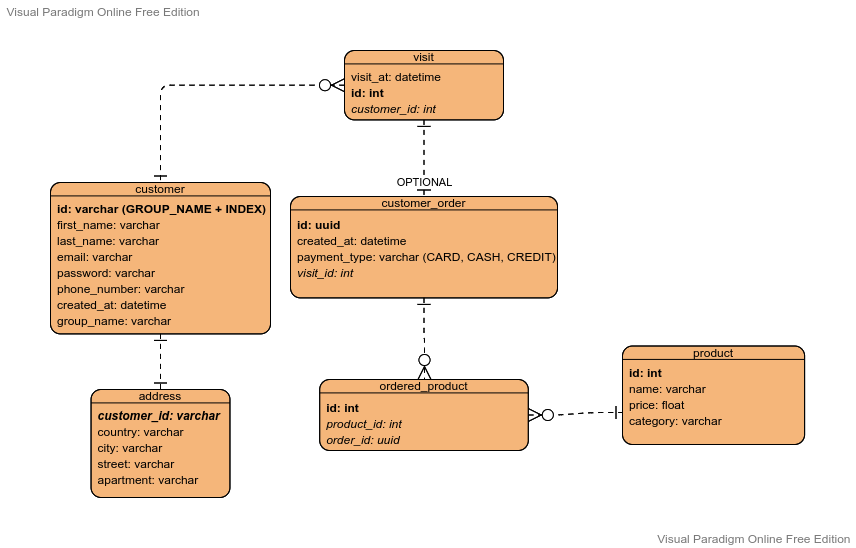 Visual Paradigm Online Free Edition
visit
visit_at: datetime
id: int
customer_id: int
OPTIONAL
customer
id: varchar (GROUP_NAME + INDEX)
first_name: varchar
last_name: varchar
email: varchar
password: varchar
phone_number: varchar
created_at: datetime
group_name: varchar
customer_order
id: uuid
created_at: datetime
payment_type: varchar (CARD, CASH, CREDIT)
visit_id: int
address
customer_id: varchar
country: varchar
city: varchar
street: varchar
apartment: varchar
ordered_product
id: int
product_id: int
order_id: uuid
product
id: int
name: varchar
price: float
category: varchar
Visual Paradigm Online Free Edition